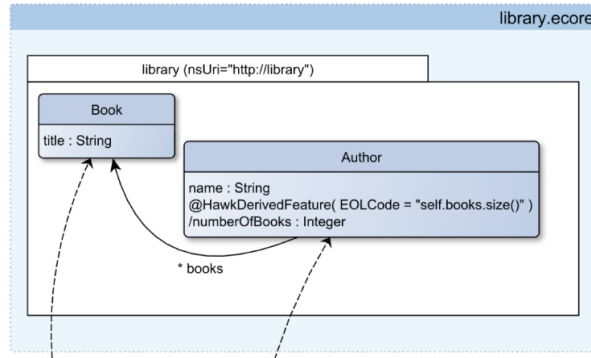 library.ecore
library (nsUri="http://library")
Book
title : String
Author
name : String
@HawkDerivedFeature( EOLCode = "self.books.size()" )
/numberOfBooks : Integer
* books